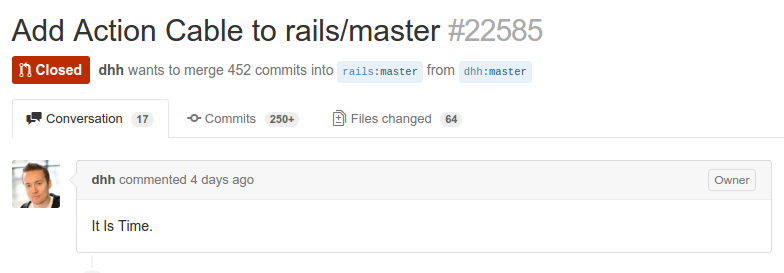 Add Action Cable to rails/master #22585
Closed dhh wants to merge 452 commits into rails:master from dhh:master
Conversation 17 Commits 250+ Files changed 64
dhh commented 4 days ago Owner
It Is Time.